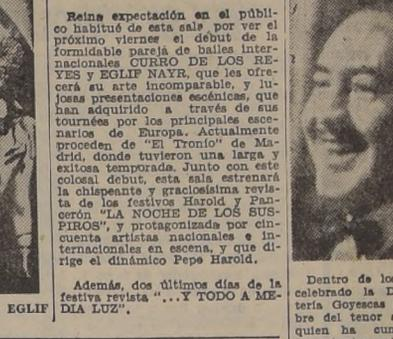 Reina expectación en el públi-
co habitué de esta sala por ver el
próximo viernes el debut de la
formidable pareja de bailes inter-
nacionales CURRO DE LOS RE-
YES y EGLIF NAYR, que les ofre-
cerá su arte incomparable, y lu-
josas presentaciones escénicas, que
han adquirido a través de sus
tournées por los principales esce-
narios de Europa. Actualmente
proceden de "El Tronío" de Ma-
drid, donde tuvieron una larga y
exitosa temporada. Junto con este
colosal debut, esta sala estrenará
la chispeante y graciosísima revis-
ta de los festivos Harold y Pan-
cerón "LA NOCHE DE LOS SUS-
PIROS", y protagonizada por cin-
cuenta artistas nacionales e in-
ternacionales en escena, y que di-
rige el dinámico Pepe Harold.
Además, dos últimos días de la
festiva revista "...Y TODO A ME-
DIA LUZ".
EGLIF
Dentro de los
celebrado la D
tería Goyescas
bre del tenor
quien ha cum